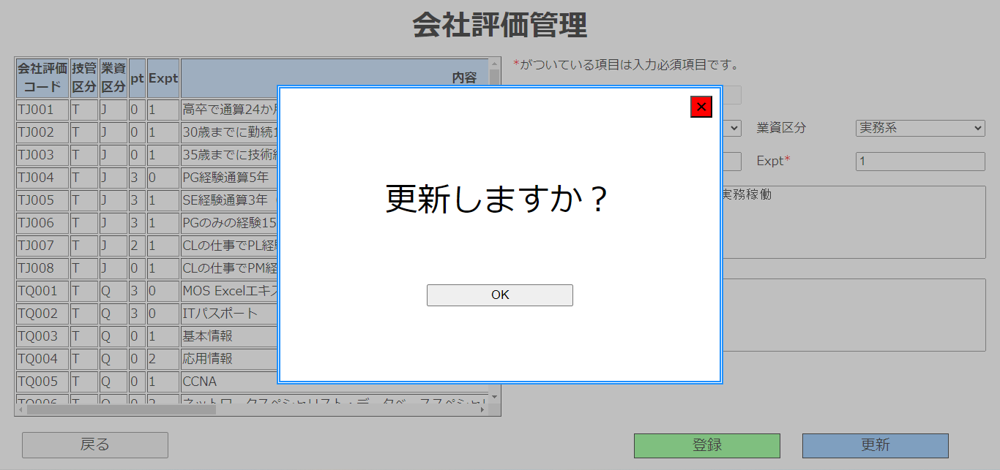 会社評価管理
会社評価コード 技管区分 業資区分 pt Expt 内容
TJ001 T J 0 1 高卒で通算24か
TJ002 T J 0 1 30歳までに勤続
TJ003 T J 0 1 35歳までに技術
TJ004 T J 3 0 PG経験通算5年
TJ005 T J 3 1 SE経験通算3年
TJ006 T J 3 1 PGのみの経験15
TJ007 T J 2 1 CLの仕事でPL経
TJ008 T J 0 1 CLの仕事でPM経
TQ001 T Q 3 0 MOS Excelエキ
TQ002 T Q 3 0 ITパスポート
TQ003 T Q 0 1 基本情報
TQ004 T Q 0 2 応用情報
TQ005 T Q 0 1 CCNA
TQ006 T Q 0 2 ネットワークスペシャリスト・データベーススペシャリ
*がついている項目は入力必須項目です。
業資区分 実務系
Expt* 1
実務稼働
×
更新しますか？
OK
戻る
登録
更新